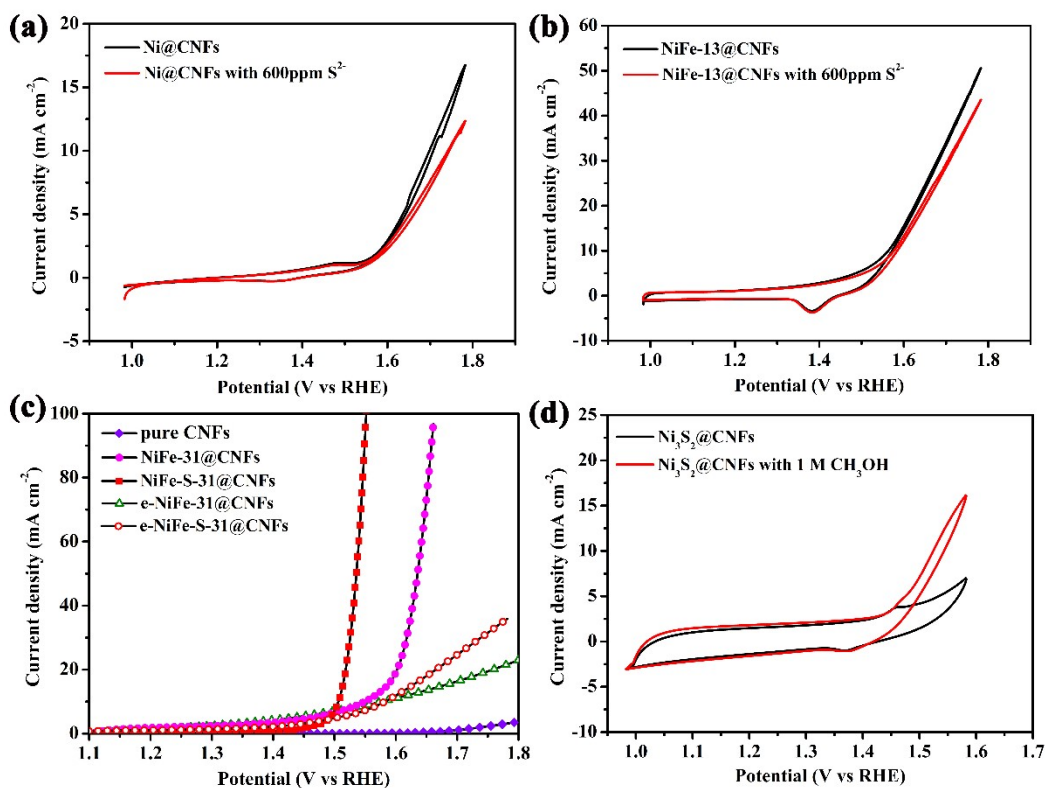 (a)
Ni@CNFs
Ni@CNFs with 600ppm S²⁻
20
15
10
5
0
-5
Current density (mA cm⁻²)
1.0 1.2 1.4 1.6 1.8
Potential (V vs RHE)
(b)
NiFe-13@CNFs
NiFe-13@CNFs with 600ppm S²⁻
60
50
40
30
20
10
0
-10
Current density (mA cm⁻²)
1.0 1.2 1.4 1.6 1.8
Potential (V vs RHE)
(c)
pure CNFs
NiFe-31@CNFs
NiFe-S-31@CNFs
e-NiFe-31@CNFs
e-NiFe-S-31@CNFs
100
80
60
40
20
0
Current density (mA cm⁻²)
1.1 1.2 1.3 1.4 1.5 1.6 1.7 1.8
Potential (V vs RHE)
(d)
Ni₃S₂@CNFs
Ni₃S₂@CNFs with 1 M CH₃OH
25
20
15
10
5
0
-5
-10
Current density (mA cm⁻²)
1.0 1.1 1.2 1.3 1.4 1.5 1.6 1.7
Potential (V vs RHE)